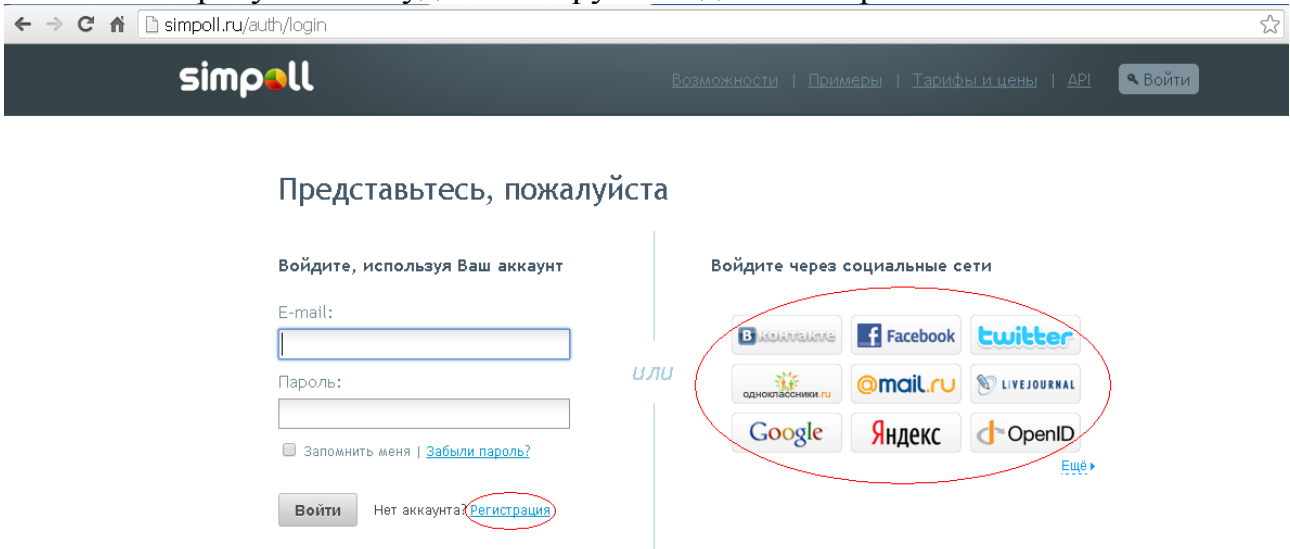 simpoll.ru/auth/login
simpoll
Возможности | Примеры | Тарифы и цены | API
Войти
Представьтесь, пожалуйста
Войдите, используя Ваш аккаунт
E-mail:
Пароль:
Запомнить меня | Забыли пароль?
Войти Нет аккаунта? Регистрация
или
Войдите через социальные сети
В контакте Facebook twitter
одноклассники.ru @mail.ru LIVEJOURNAL
Google Яндекс OpenID
Ещё